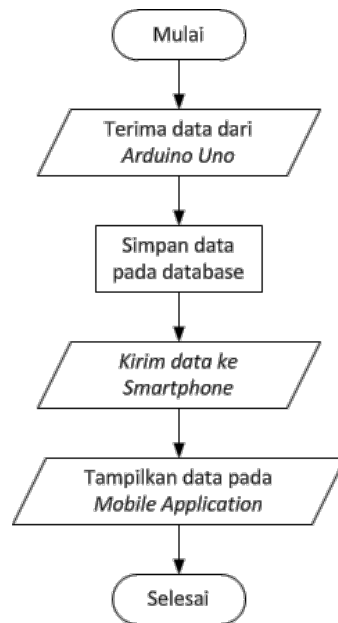 Mulai
Terima data dari
Arduino Uno
Simpan data
pada database
Kirim data ke
Smartphone
Tampilkan data pada
Mobile Application
Selesai